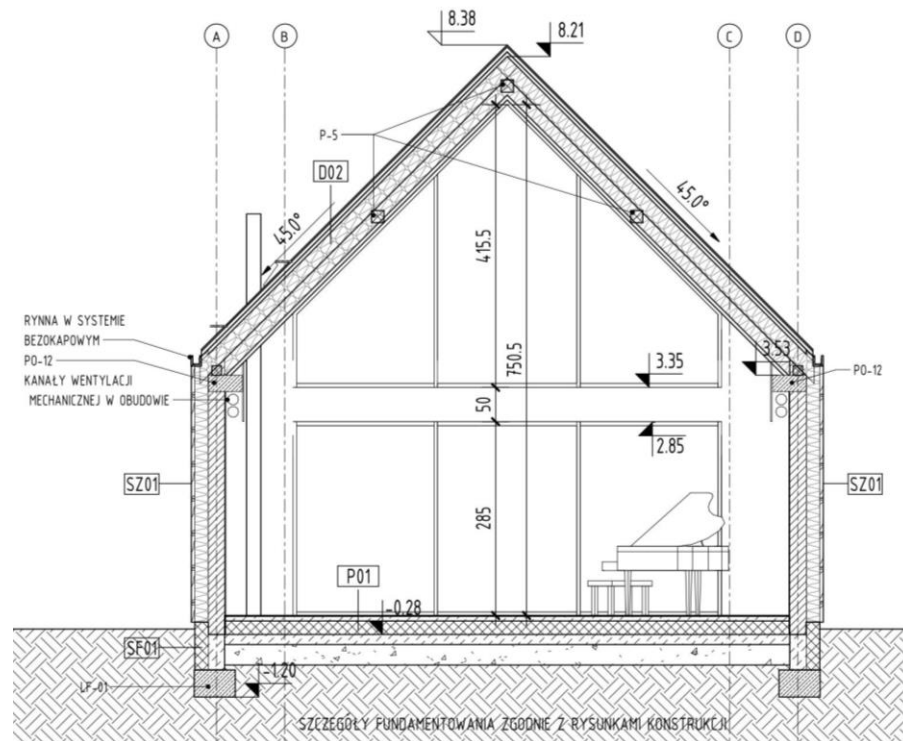 8.38
8.21
A
B
C
D
P-5
D02
45.0°
45.0°
415.5
750.5
RYNNA W SYSTEMIE
BEZOKAPOWYM
PO-12
KANAŁY WENTYLACJI
MECHANICZNEJ W OBUDOWIE
3.53
PO-12
3.35
50
2.85
SZ01
SZ01
285
P01
-0.28
SF01
LF-01
-1.20
SZCZEGÓŁY FUNDAMENTOWANIA ZGODNIE Z RYSUNKAMI KONSTRUKCJI